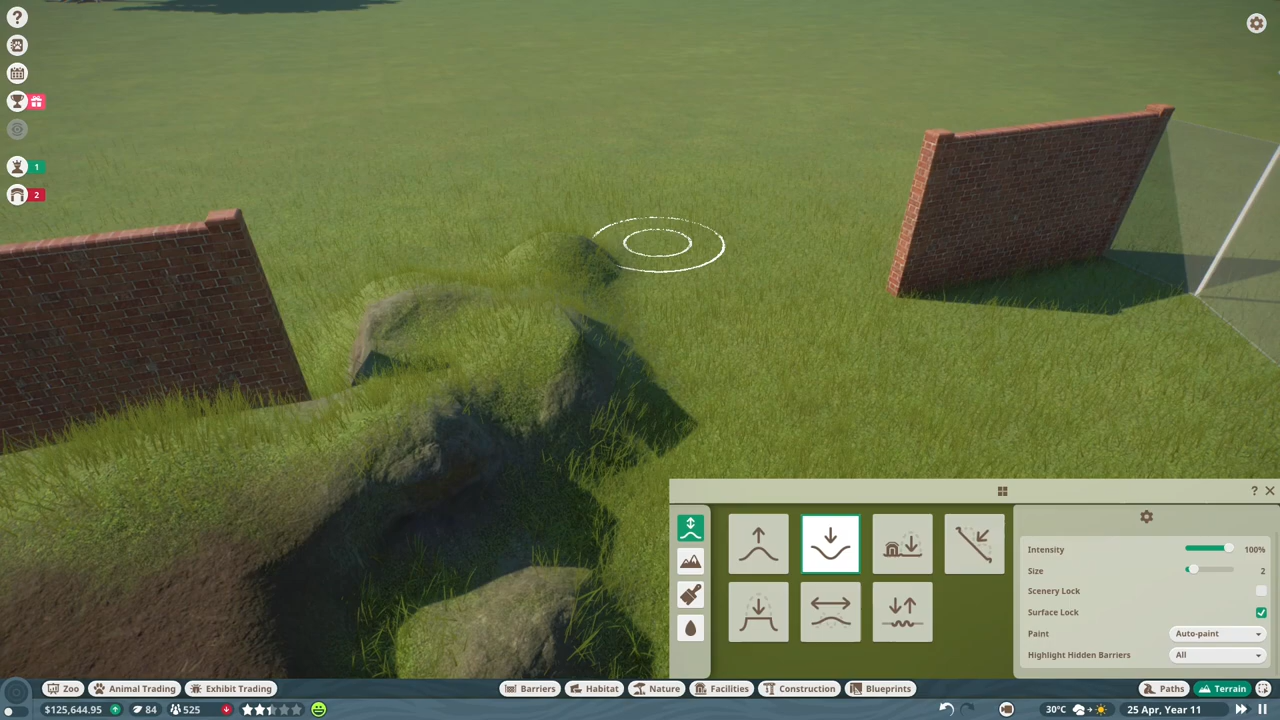 ?
1
2
? ×
Intensity 100%
Size 2
Scenery Lock
Surface Lock
Paint Auto-paint
Highlight Hidden Barriers All
Zoo Animal Trading Exhibit Trading Barriers Habitat Nature Facilities Construction Blueprints Paths Terrain
$125,644.95 84 525 30°C 25 Apr, Year 11